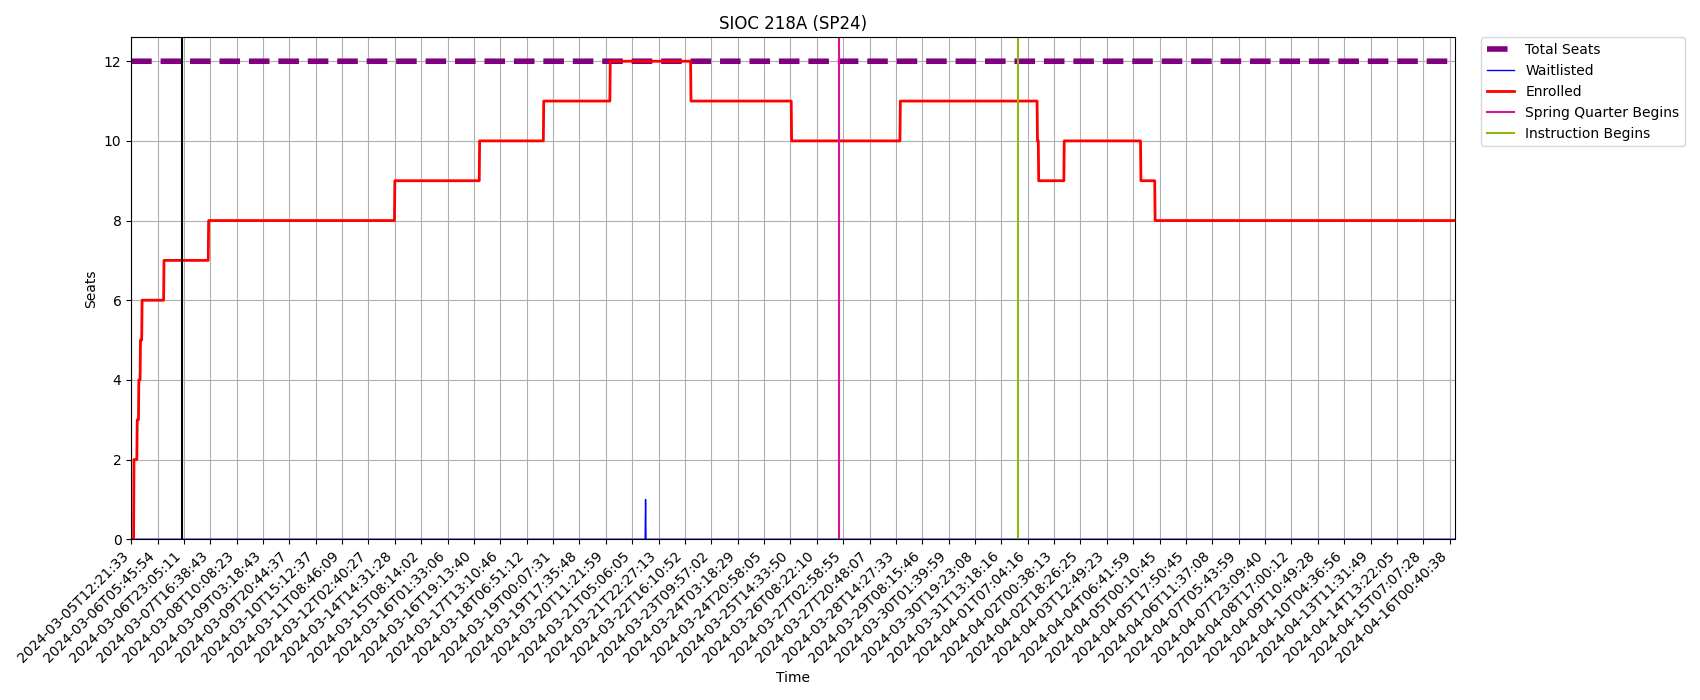 SIOC 218A (SP24)
Total Seats
Waitlisted
Enrolled
Spring Quarter Begins
Instruction Begins
Seats
12
10
8
6
4
2
0
2024-03-05T12:21:33
2024-03-06T05:45:54
2024-03-06T23:05:11
2024-03-07T16:38:43
2024-03-08T10:08:23
2024-03-09T03:18:43
2024-03-09T20:44:37
2024-03-10T15:12:37
2024-03-11T08:46:09
2024-03-12T02:40:27
2024-03-14T14:31:28
2024-03-15T08:14:02
2024-03-16T01:33:06
2024-03-16T19:13:40
2024-03-17T13:10:46
2024-03-18T06:51:12
2024-03-19T00:07:31
2024-03-19T17:35:48
2024-03-20T11:21:59
2024-03-21T05:06:05
2024-03-21T22:27:13
2024-03-22T16:10:52
2024-03-23T09:57:02
2024-03-24T03:18:29
2024-03-24T20:58:05
2024-03-25T14:33:50
2024-03-26T08:22:10
2024-03-27T02:58:55
2024-03-27T20:48:07
2024-03-28T14:27:33
2024-03-29T08:15:46
2024-03-30T01:39:59
2024-03-30T19:23:08
2024-03-31T13:18:16
2024-04-01T07:04:16
2024-04-02T00:38:13
2024-04-02T18:26:25
2024-04-03T12:49:23
2024-04-04T06:41:59
2024-04-05T00:10:45
2024-04-05T17:50:45
2024-04-06T11:37:08
2024-04-07T05:43:59
2024-04-07T23:09:40
2024-04-08T17:00:12
2024-04-09T10:49:28
2024-04-10T04:36:56
2024-04-13T11:31:49
2024-04-14T13:22:05
2024-04-15T07:07:28
2024-04-16T00:40:38
Time